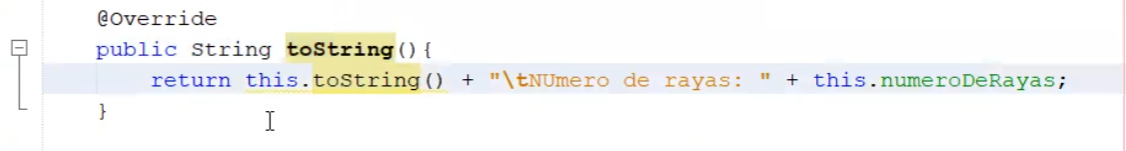 @Override
public String toString(){
return this.toString() + "\tNUmero de rayas: " + this.numeroDeRayas;
}